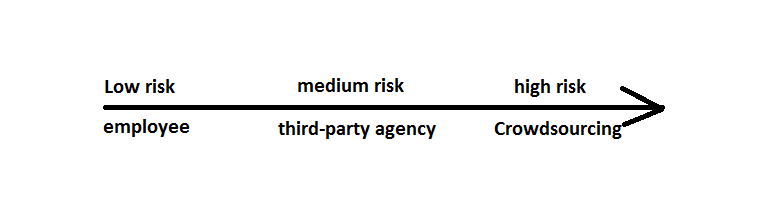 Low risk medium risk high risk
employee third-party agency Crowdsourcing